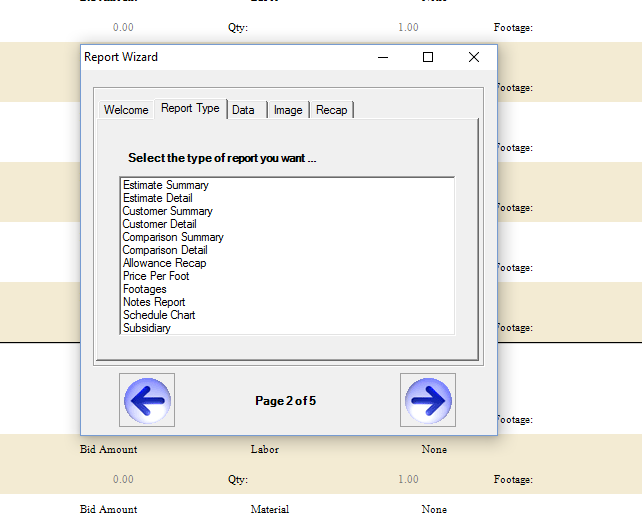 Bid Amount None
0.00 Qty: 1.00 Footage:
Report Wizard
Footage:
Welcome Report Type Data Image Recap
Footage:
Select the type of report you want ...
Estimate Summary
Estimate Detail
Customer Summary
Footage:
Customer Detail
Comparison Summary
Comparison Detail
Allowance Recap
Footage:
Price Per Foot
Footages
Notes Report
Schedule Chart
Subsidiary
Footage:
Page 2 of 5
Footage:
Bid Amount Labor None
0.00 Qty: 1.00 Footage:
Bid Amount Material None